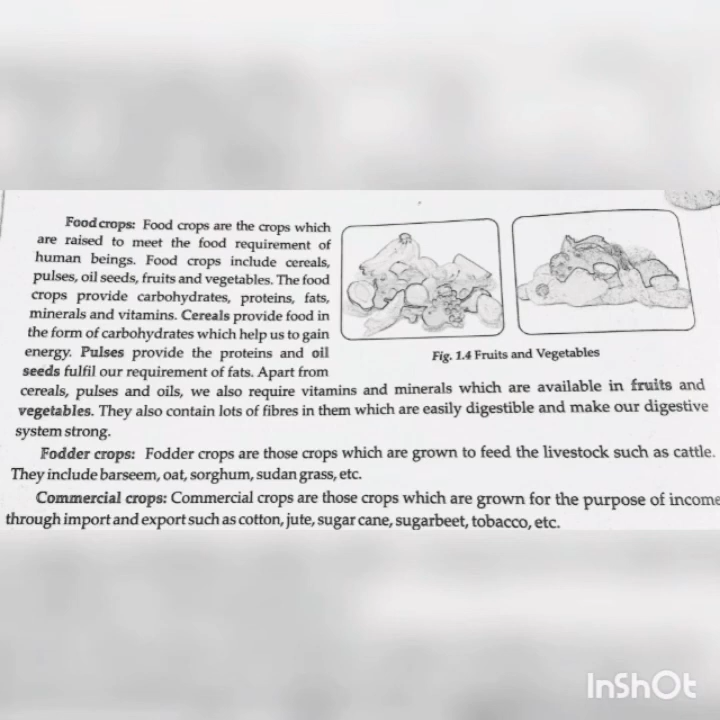 Food crops: Food crops are the crops which
are raised to meet the food requirement of
human beings. Food crops include cereals,
pulses, oil seeds, fruits and vegetables. The food
crops provide carbohydrates, proteins, fats,
minerals and vitamins. Cereals provide food in
the form of carbohydrates which help us to gain
energy. Pulses provide the proteins and oil
seeds fulfil our requirement of fats. Apart from
Fig. 1.4 Fruits and Vegetables
cereals, pulses and oils, we also require vitamins and minerals which are available in fruits and
vegetables. They also contain lots of fibres in them which are easily digestible and make our digestive
system strong.
Fodder crops: Fodder crops are those crops which are grown to feed the livestock such as cattle.
They include barseem, oat, sorghum, sudan grass, etc.
Commercial crops: Commercial crops are those crops which are grown for the purpose of income
through import and export such as cotton, jute, sugar cane, sugarbeet, tobacco, etc.
InShOt